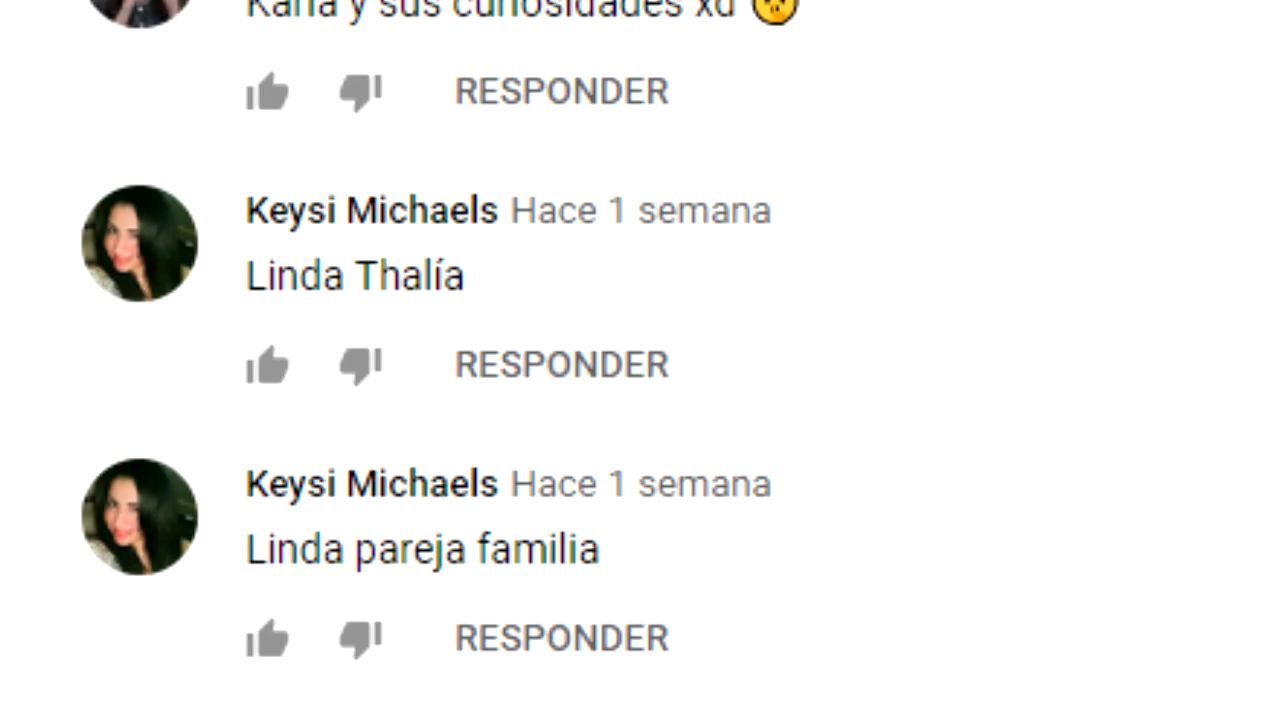 y sus curiosidades xd
RESPONDER
Keysi Michaels Hace 1 semana
Linda Thalía
RESPONDER
Keysi Michaels Hace 1 semana
Linda pareja familia
RESPONDER